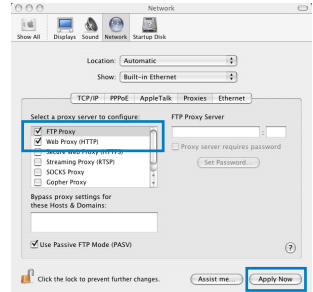 Network
Show All Displays Sound Network Startup Disk
Location: Automatic
Show: Built-in Ethernet
TCP/IP PPPoE AppleTalk Proxies Ethernet
Select a proxy server to configure: FTP Proxy Server
FTP Proxy
Web Proxy (HTTP)
:
Secure Web Proxy (HTTPS)
Proxy server requires password
Streaming Proxy (RTSP)
Set Password...
SOCKS Proxy
Gopher Proxy
Bypass proxy settings for
these Hosts & Domains:
Use Passive FTP Mode (PASV)
?
Click the lock to prevent further changes.
Assist me...
Apply Now